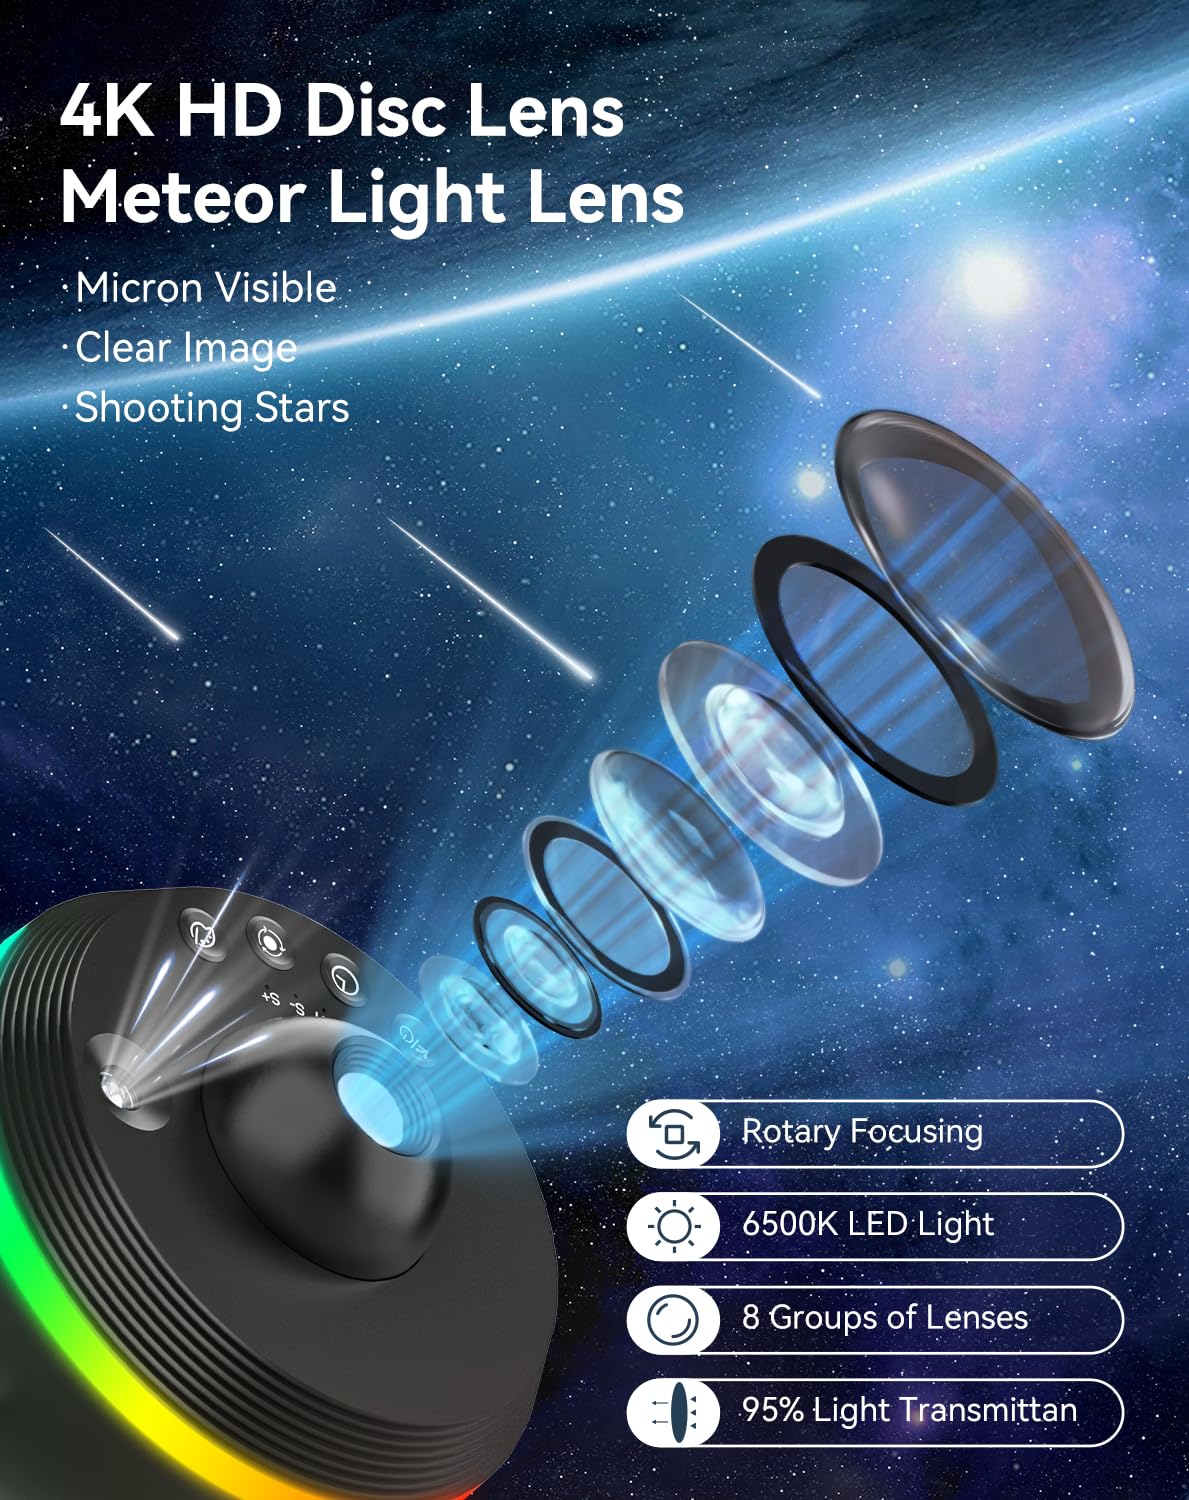 4K HD Disc Lens
Meteor Light Lens
·Micron Visible
·Clear Image
·Shooting Stars
+S -S
Rotary Focusing
6500K LED Light
8 Groups of Lenses
95% Light Transmittan